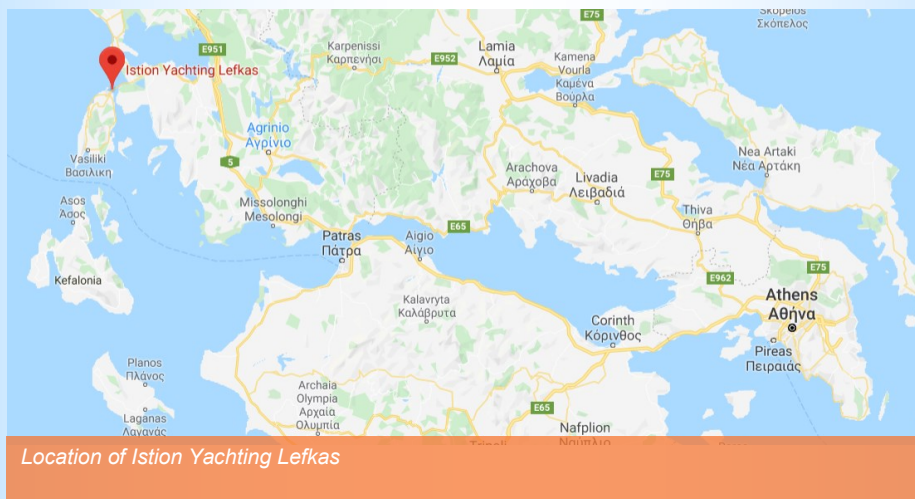 Skopelos
Σκόπελος
E75
Lamia
Λαμία
Karpenissi
Καρπενήσι
E951
E952
Kamena
Vourla
Καμένα
Βούρλα
Istion Yachting Lefkas
Agrinio
Αγρίνιο
Nea Artaki
Νέα Αρτάκη
Vasiliki
Βασιλικη
5
Arachova
Αράχοβα
Livadia
Λειβαδιά
E75
Asos
Άσος
Missolonghi
Mesolongi
Thiva
Θήβα
E65
Patras
Πάτρα
Aigio
Αίγιο
E75
E962
Kefalonia
Athens
Αθήνα
Kalavryta
Καλάβρυτα
Corinth
Κόρινθος
Pireas
Πειραιάς
Planos
Πλάνος
Archaia
Olympia
Αρχαία
Ολυμπία
E65
Laganas
Λαγανάς
Nafplion
Ναύπλιο
Location of Istion Yachting Lefkas